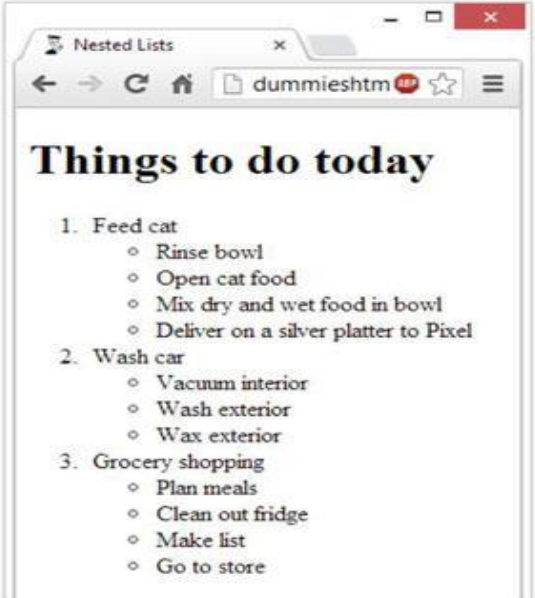 Nested Lists
dummieshtm
ABP
Things to do today
1. Feed cat
Rinse bowl
Open cat food
Mix dry and wet food in bowl
Deliver on a silver platter to Pixel
2. Wash car
Vacuum interior
Wash exterior
Wax exterior
3. Grocery shopping
Plan meals
Clean out fridge
Make list
Go to store